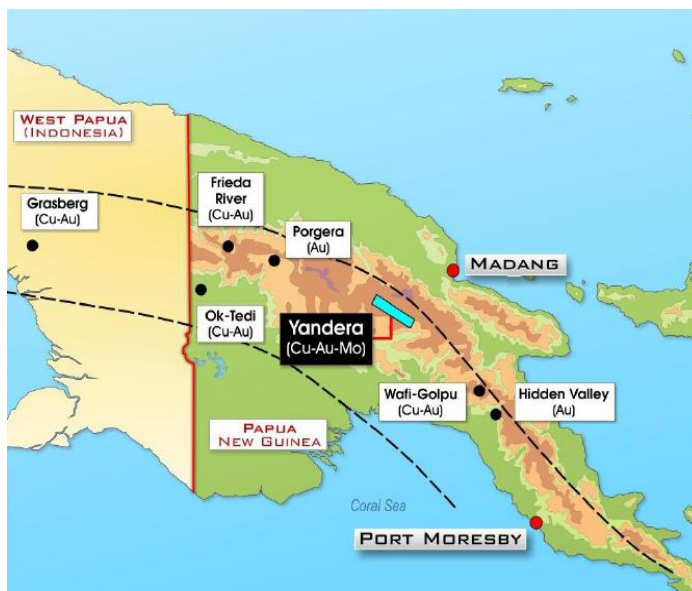 WEST PAPUA
(INDONESIA)
Grasberg
(Cu-Au)
Frieda
River
(Cu-Au)
Porgera
(Au)
MADANG
Ok-Tedi
(Cu-Au)
Yandera
(Cu-Au-Mo)
Wafi-Golpu
(Cu-Au)
Hidden Valley
(Au)
PAPUA
NEW GUINEA
Coral Sea
PORT MORESBY